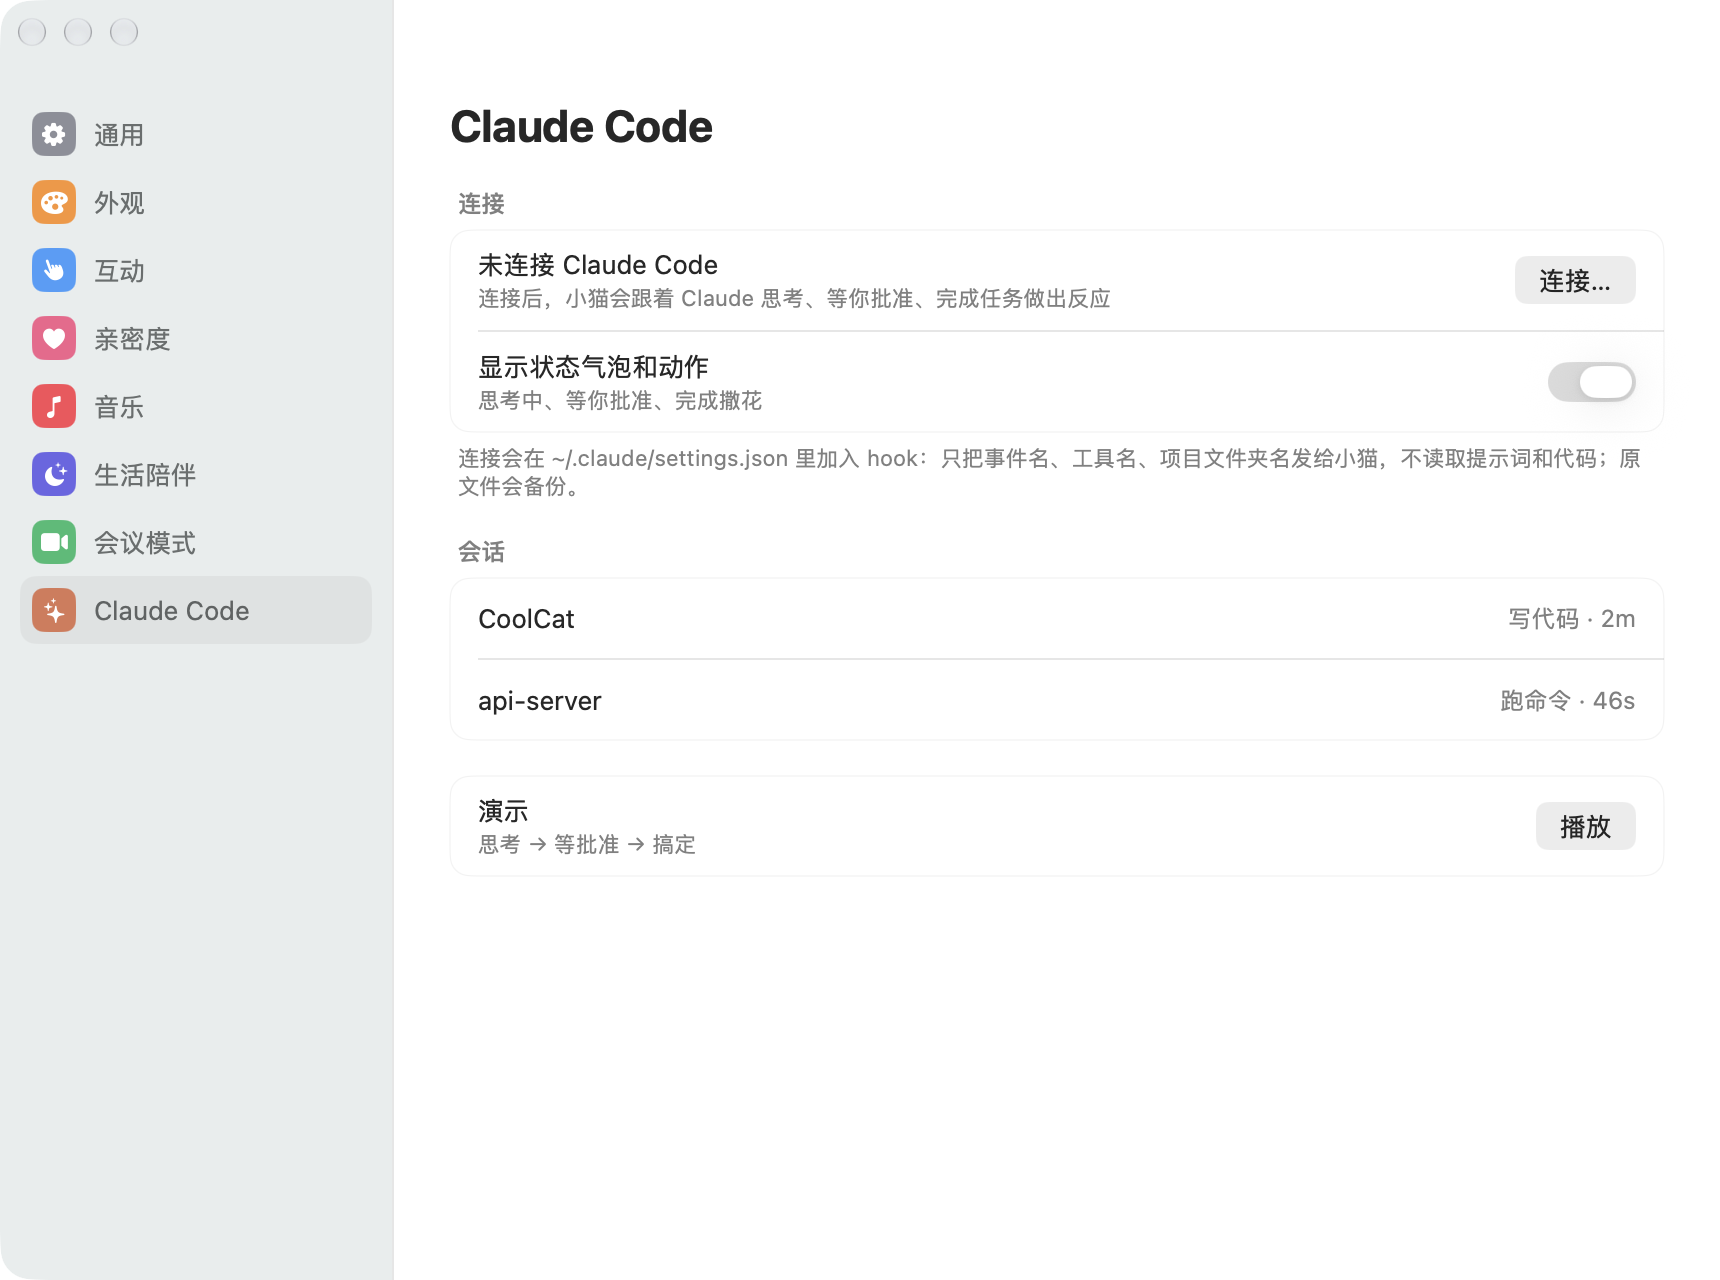 通用
外观
互动
亲密度
音乐
生活陪伴
会议模式
Claude Code
Claude Code
连接
未连接 Claude Code
连接后，小猫会跟着 Claude 思考、等你批准、完成任务做出反应
连接...
显示状态气泡和动作
思考中、等你批准、完成撒花
连接会在 ~/.claude/settings.json 里加入 hook：只把事件名、工具名、项目文件夹名发给小猫，不读取提示词和代码；原
文件会备份。
会话
CoolCat
写代码 · 2m
api-server
跑命令 · 46s
演示
思考 → 等批准 → 搞定
播放